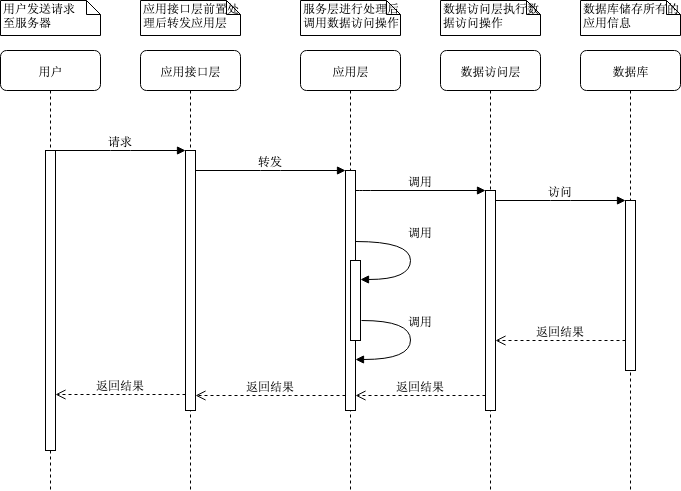 用户发送请求
至服务器
应用接口层前置处
理后转发应用层
服务层进行处理后
调用数据访问操作
数据访问层执行数
据访问操作
数据库储存所有的
应用信息
用户
应用接口层
应用层
数据访问层
数据库
请求
转发
调用
访问
调用
调用
返回结果
返回结果
返回结果
返回结果